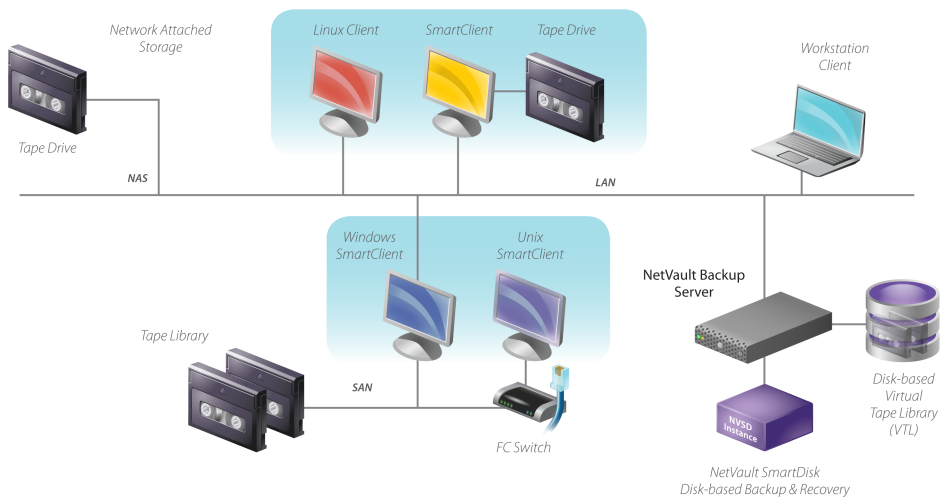 Network Attached
Storage
Tape Drive
NAS
Linux Client
SmartClient
Tape Drive
Workstation
Client
LAN
Windows
SmartClient
Unix
SmartClient
Tape Library
SAN
FC Switch
NetVault Backup
Server
NVSD
Instance
NetVault SmartDisk
Disk-based Backup & Recovery
Disk-based
Virtual
Tape Library
(VTL)